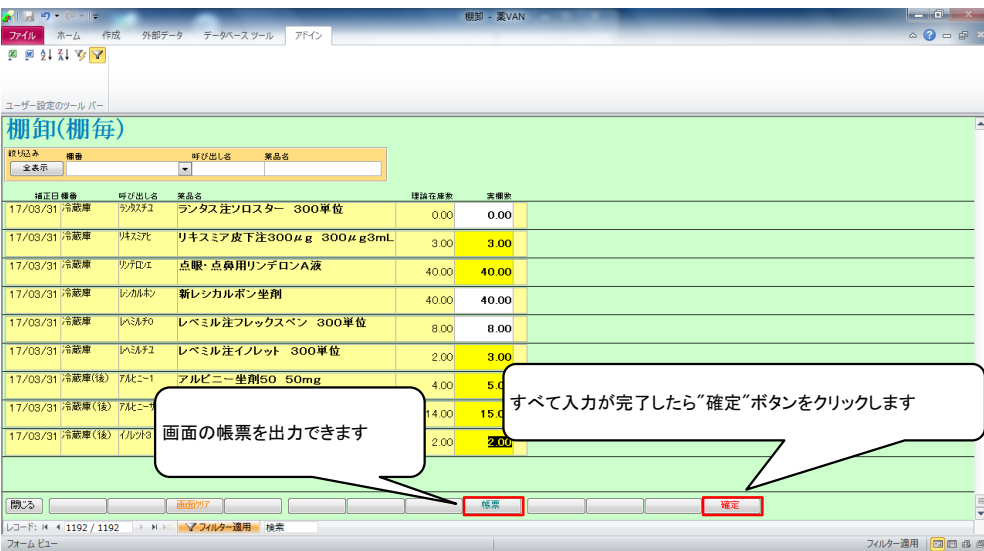 棚卸 - 薬VAN
ファイル ホーム 作成 外部データ データベース ツール アドイン
ユーザー設定のツール バー
棚卸(棚毎)
絞り込み 棚番 呼び出し名 薬品名
全表示
補正日 棚番 呼び出し名 薬品名 理論在庫数 実棚数
17/03/31 冷蔵庫 ランタスチユ ランタス注ソロスター 300単位 0.00 0.00
17/03/31 冷蔵庫 リキスミアヒ リキスミア皮下注300μg 300μg3mL 3.00 3.00
17/03/31 冷蔵庫 リンデロンエ 点眼・点鼻用リンデロンA液 40.00 40.00
17/03/31 冷蔵庫 レシカルホン 新レシカルボン坐剤 40.00 40.00
17/03/31 冷蔵庫 レベミルチ0 レベミル注フレックスペン 300単位 8.00 8.00
17/03/31 冷蔵庫 レベミルチユ レベミル注イノレット 300単位 2.00 3.00
17/03/31 冷蔵庫(後) アルピニー1 アルピニー坐剤50 50mg 4.00 5.0
17/03/31 冷蔵庫(後) アルピニーサ 14.00 15.0
17/03/31 冷蔵庫(後) イノレット3 2.00 2.00
すべて入力が完了したら"確定"ボタンをクリックします
画面の帳票を出力できます
閉じる 画面クリア 帳票 確定
レコード: 1192 / 1192 フィルター適用 検索
フォーム ビュー フィルター適用